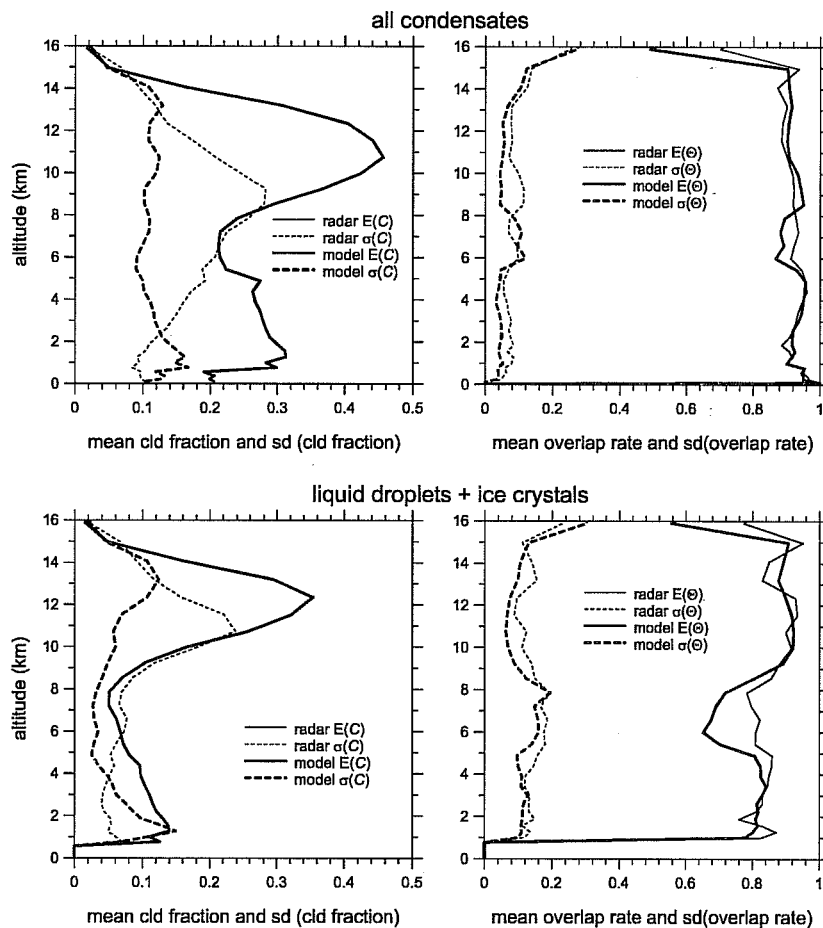 all condensates
16
14
12
10
8
6
4
2
0
altitude (km)
radar E(C)
radar σ(C)
model E(C)
model σ(C)
0 0.1 0.2 0.3 0.4 0.5
mean cld fraction and sd (cld fraction)
16
14
12
10
8
6
4
2
0
radar E(Θ)
radar σ(Θ)
model E(Θ)
model σ(Θ)
0 0.2 0.4 0.6 0.8 1
mean overlap rate and sd(overlap rate)
liquid droplets + ice crystals
16
14
12
10
8
6
4
2
0
altitude (km)
radar E(C)
radar σ(C)
model E(C)
model σ(C)
0 0.1 0.2 0.3 0.4 0.5
mean cld fraction and sd (cld fraction)
16
14
12
10
8
6
4
2
0
radar E(Θ)
radar σ(Θ)
model E(Θ)
model σ(Θ)
0 0.2 0.4 0.6 0.8 1
mean overlap rate and sd(overlap rate)